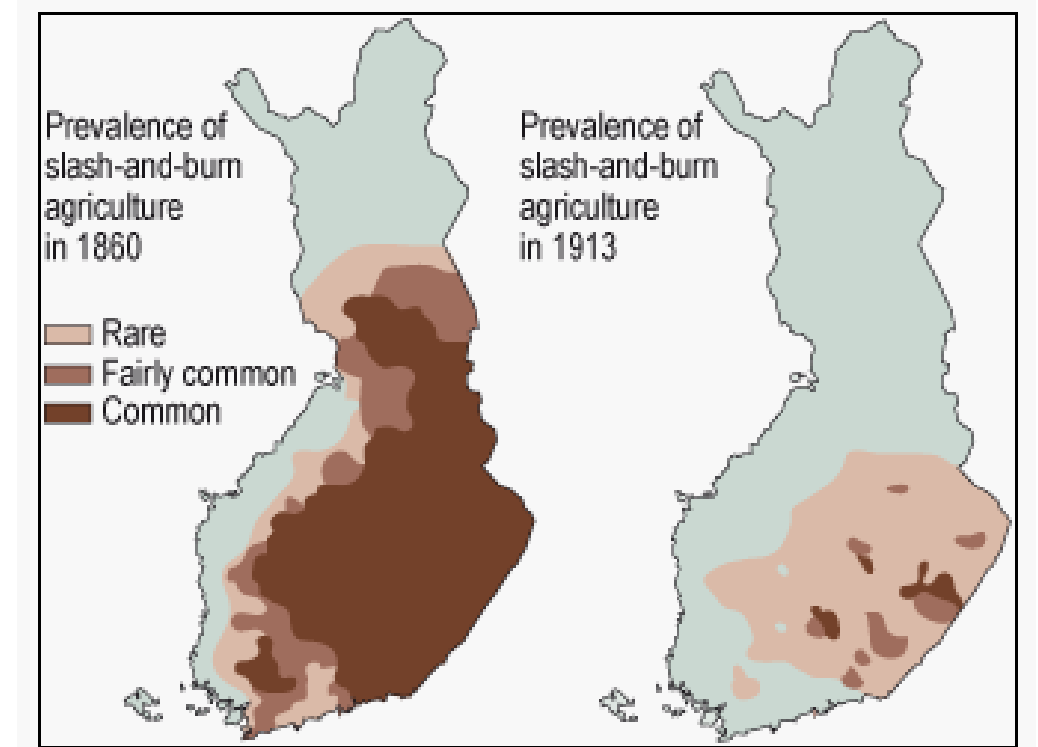 Prevalence of
slash-and-burn
agriculture
in 1860
Rare
Fairly common
Common
Prevalence of
slash-and-burn
agriculture
in 1913